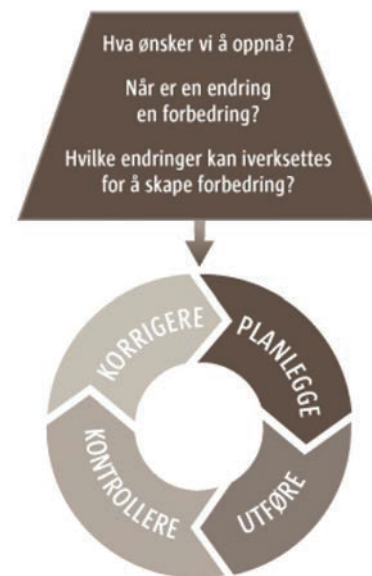 Hva ønsker vi å oppnå?
Når er en endring
en forbedring?
Hvilke endringer kan iverksettes
for å skape forbedring?
PLANLEGGE
UTFØRE
KONTROLLERE
KORRIGERE